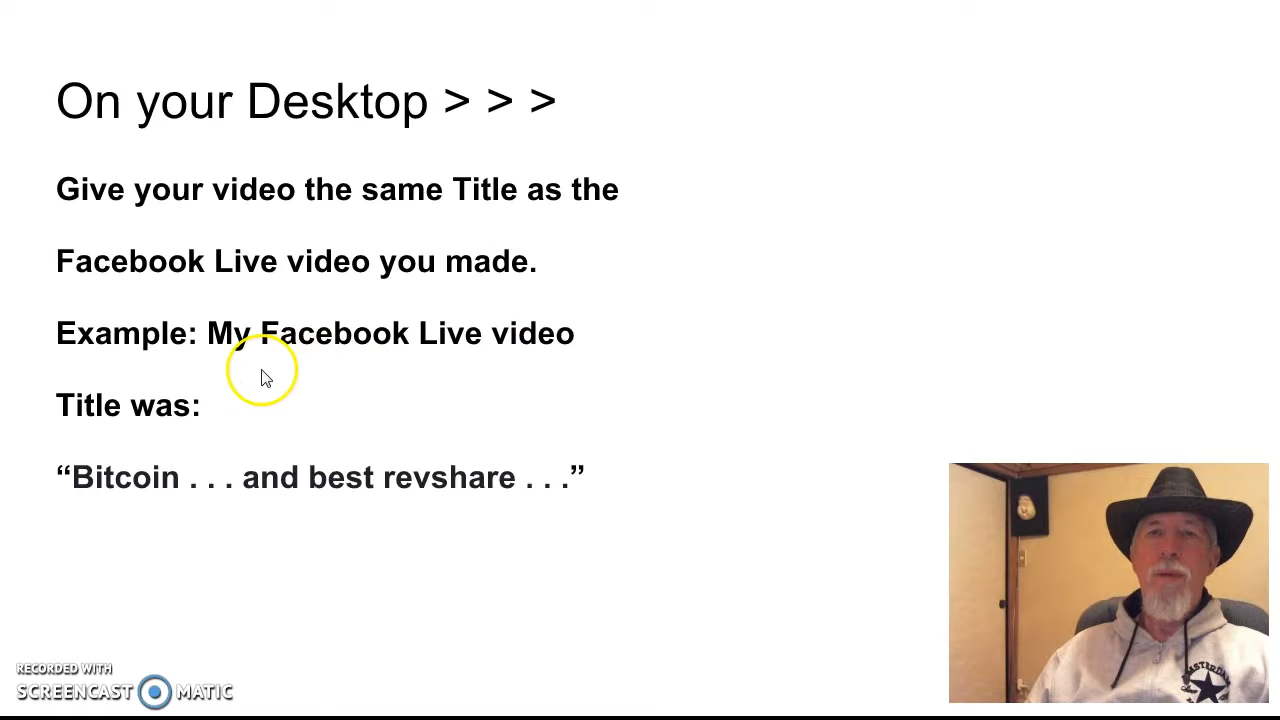 On your Desktop > > >
Give your video the same Title as the
Facebook Live video you made.
Example: My Facebook Live video
Title was:
“Bitcoin . . . and best revshare . . .”
RECORDED WITH
SCREENCAST MATIC